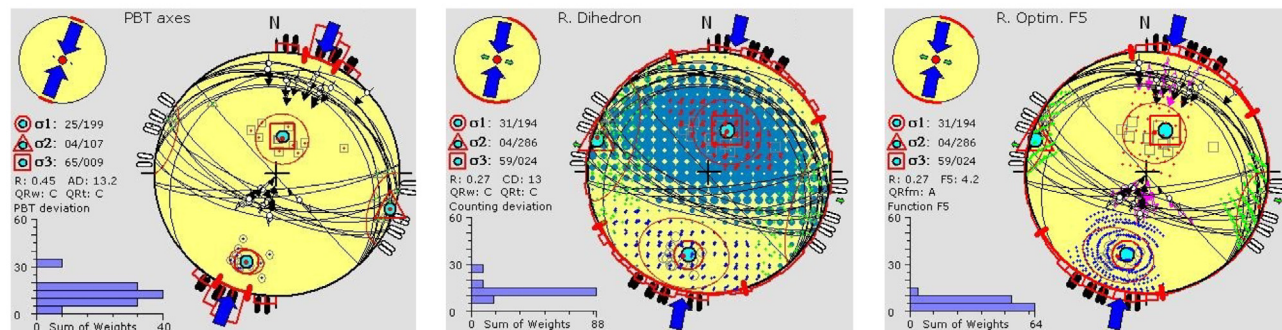 PBT axes
N
σ1: 25/199
σ2: 04/107
σ3: 65/009
R: 0.45 AD: 13.2
QRw: C QRt: C
PBT deviation
60
30
0
0 Sum of Weights 40
R. Dihedron
N
σ1: 31/194
σ2: 04/286
σ3: 59/024
R: 0.27 CD: 13
QRw: C QRt: C
Counting deviation
60
30
0
0 Sum of Weights 88
R. Optim. F5
N
σ1: 31/194
σ2: 04/286
σ3: 59/024
R: 0.27 F5: 4.2
QRfm: A
Function F5
60
30
0
0 Sum of Weights 64